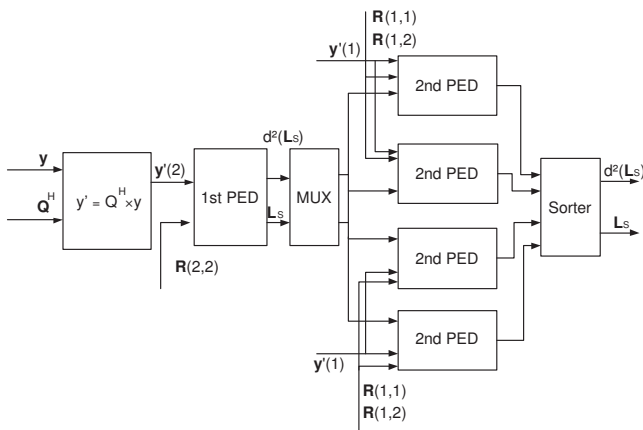 R(1,1)
R(1,2)
y'(1)
2nd PED
d²(Ls)
y
y'(2)
Q^H
y' = Q^H×y
1st PED
Ls
MUX
R(2,2)
2nd PED
2nd PED
2nd PED
Sorter
d²(Ls)
Ls
y'(1)
R(1,1)
R(1,2)